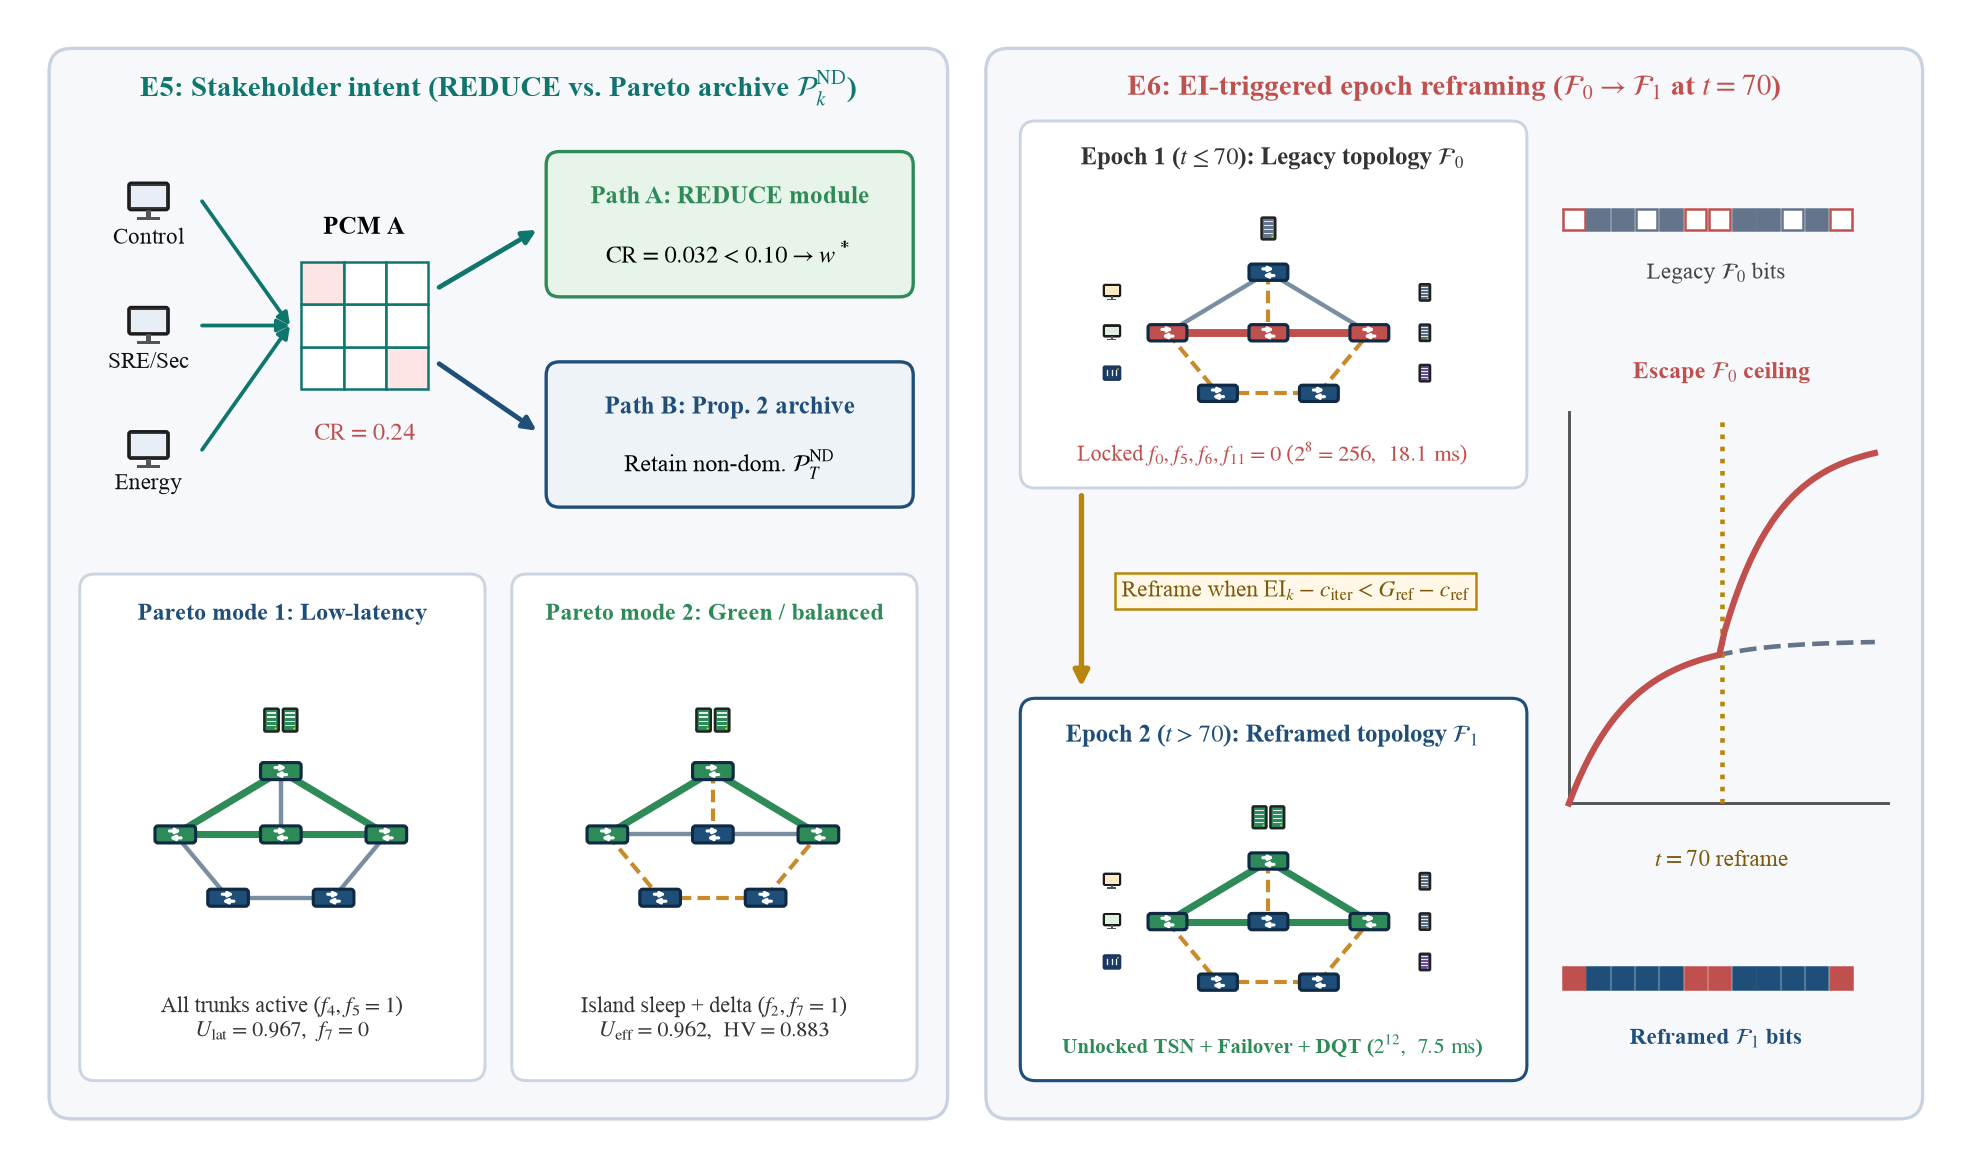 E5: Stakeholder intent (REDUCE vs. Pareto archive 𝒫ₖᴺᴰ)
Control
SRE/Sec
Energy
PCM A
CR = 0.24
Path A: REDUCE module
CR = 0.032 < 0.10 → w*
Path B: Prop. 2 archive
Retain non-dom. 𝒫_T^ND
Pareto mode 1: Low-latency
All trunks active (f₄, f₅ = 1)
U_lat = 0.967, f₇ = 0
Pareto mode 2: Green / balanced
Island sleep + delta (f₂, f₇ = 1)
U_eff = 0.962, HV = 0.883
E6: EI-triggered epoch reframing (ℱ₀ → ℱ₁ at t = 70)
Epoch 1 (t ≤ 70): Legacy topology ℱ₀
Locked f₀, f₅, f₆, f₁₁ = 0 (2⁸ = 256, 18.1 ms)
Reframe when EIₖ − c_iter < G_ref − c_ref
Epoch 2 (t > 70): Reframed topology ℱ₁
Unlocked TSN + Failover + DQT (2¹², 7.5 ms)
Legacy ℱ₀ bits
Escape ℱ₀ ceiling
t = 70 reframe
Reframed ℱ₁ bits